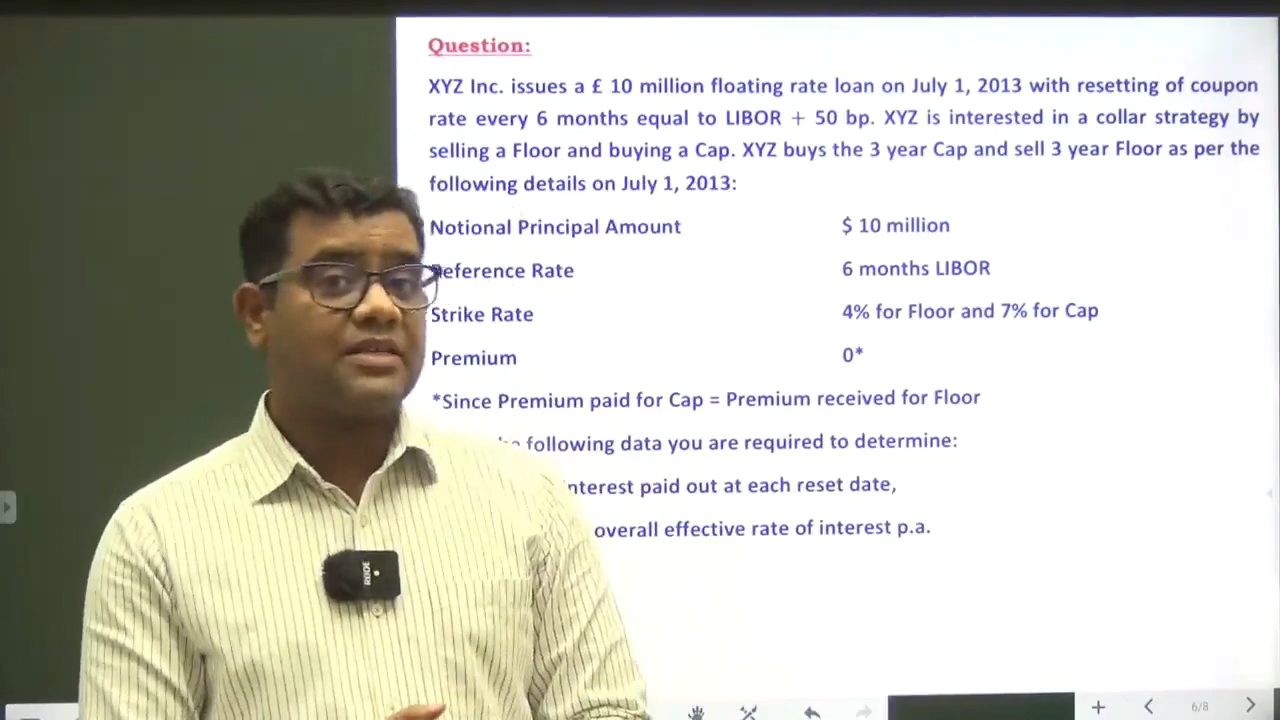 Question:
XYZ Inc. issues a £ 10 million floating rate loan on July 1, 2013 with resetting of coupon
rate every 6 months equal to LIBOR + 50 bp. XYZ is interested in a collar strategy by
selling a Floor and buying a Cap. XYZ buys the 3 year Cap and sell 3 year Floor as per the
following details on July 1, 2013:
Notional Principal Amount $ 10 million
eference Rate 6 months LIBOR
Strike Rate 4% for Floor and 7% for Cap
Premium 0*
*Since Premium paid for Cap = Premium received for Floor
following data you are required to determine:
nterest paid out at each reset date,
overall effective rate of interest p.a.
RODE
6/8